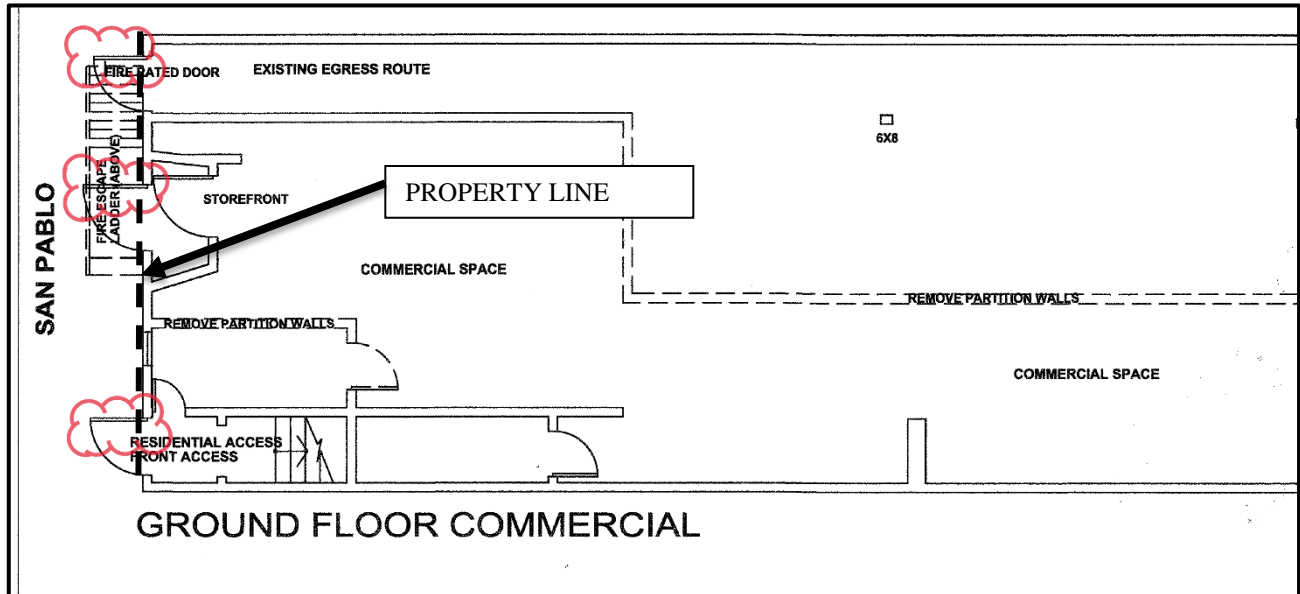 FIRE RATED DOOR
EXISTING EGRESS ROUTE
6X8
FIRE ESCAPE
LADDER (ABOVE)
SAN PABLO
PROPERTY LINE
STOREFRONT
COMMERCIAL SPACE
REMOVE PARTITION WALLS
REMOVE PARTITION WALLS
COMMERCIAL SPACE
RESIDENTIAL ACCESS
FRONT ACCESS
GROUND FLOOR COMMERCIAL